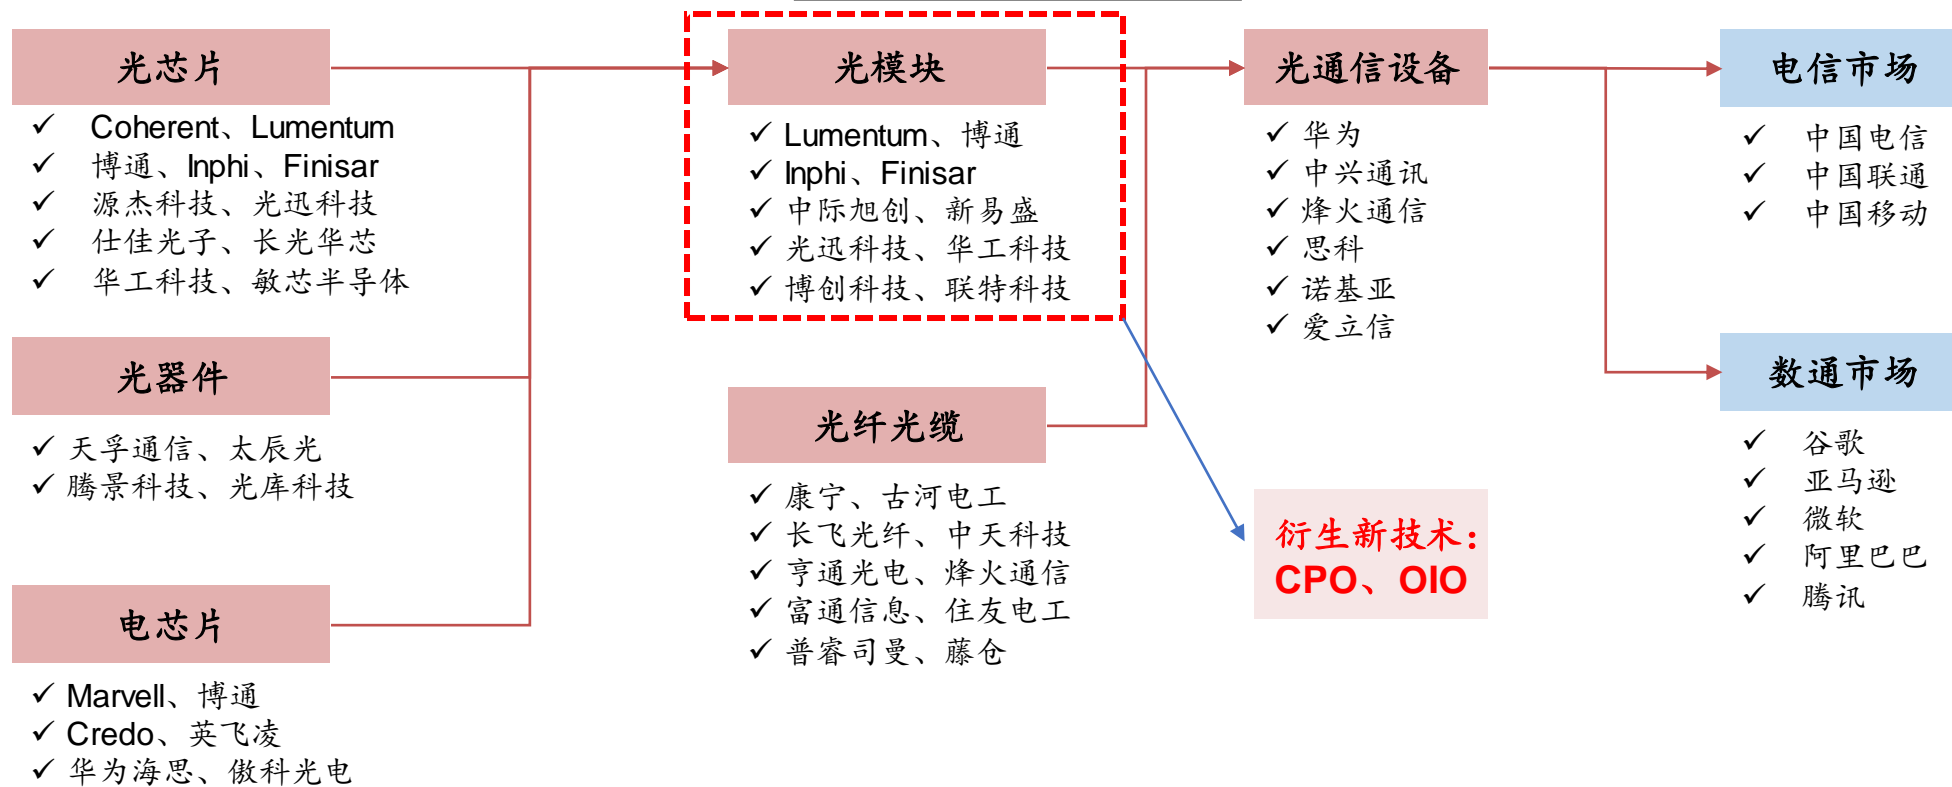 光芯片
✓ Coherent、Lumentum
✓ 博通、Inphi、Finisar
✓ 源杰科技、光迅科技
✓ 仕佳光子、长光华芯
✓ 华工科技、敏芯半导体
光器件
✓ 天孚通信、太辰光
✓ 腾景科技、光库科技
电芯片
✓ Marvell、博通
✓ Credo、英飞凌
✓ 华为海思、傲科光电
光模块
✓ Lumentum、博通
✓ Inphi、Finisar
✓ 中际旭创、新易盛
✓ 光迅科技、华工科技
✓ 博创科技、联特科技
光纤光缆
✓ 康宁、古河电工
✓ 长飞光纤、中天科技
✓ 亨通光电、烽火通信
✓ 富通信息、住友电工
✓ 普睿司曼、藤仓
光通信设备
✓ 华为
✓ 中兴通讯
✓ 烽火通信
✓ 思科
✓ 诺基亚
✓ 爱立信
衍生新技术：
CPO、OIO
电信市场
✓ 中国电信
✓ 中国联通
✓ 中国移动
数通市场
✓ 谷歌
✓ 亚马逊
✓ 微软
✓ 阿里巴巴
✓ 腾讯